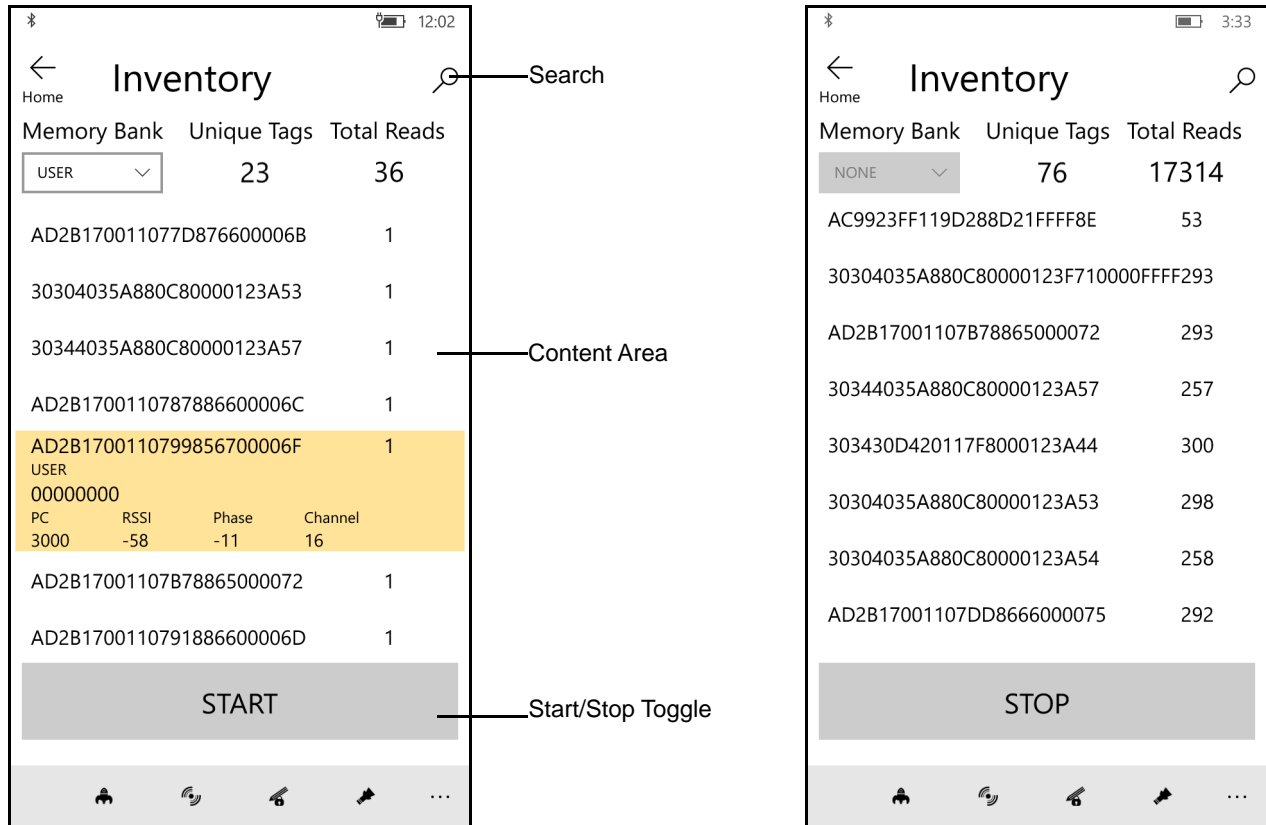 12:02
Home
Inventory
Memory Bank Unique Tags Total Reads
USER 23 36
AD2B170011077D876600006B 1
30304035A880C80000123A53 1
30344035A880C80000123A57 1
AD2B1700110787886600006C 1
AD2B1700110799856700006F 1
USER
00000000
PC RSSI Phase Channel
3000 -58 -11 16
AD2B17001107B78865000072 1
AD2B1700110791886600006D 1
START
...
Search
Content Area
Start/Stop Toggle
3:33
Home
Inventory
Memory Bank Unique Tags Total Reads
NONE 76 17314
AC9923FF119D288D21FFFF8E 53
30304035A880C80000123F710000FFFF293
AD2B17001107B78865000072 293
30344035A880C80000123A57 257
303430D420117F8000123A44 300
30304035A880C80000123A53 298
30304035A880C80000123A54 258
AD2B17001107DD8666000075 292
STOP
...